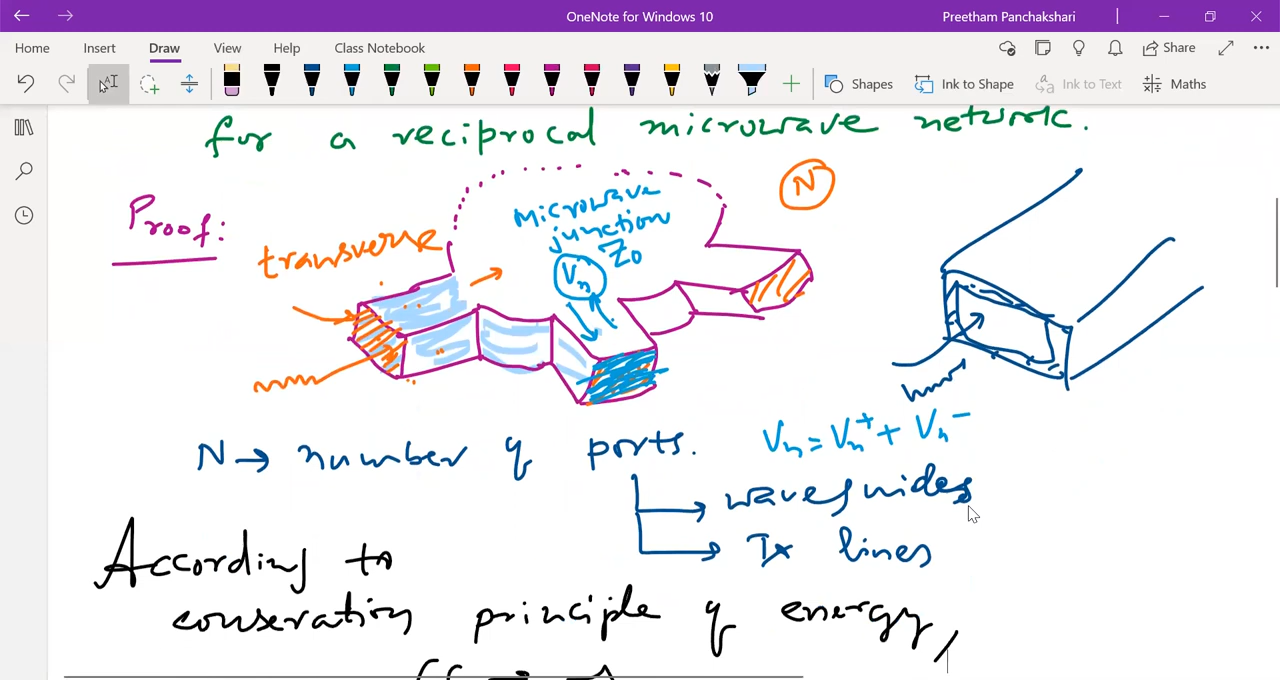 OneNote for Windows 10
Preetham Panchakshari
Home Insert Draw View Help Class Notebook
Share
Shapes Ink to Shape Ink to Text Maths
for a reciprocal microwave network.
Proof:
transverse
Microwave
junction
Z0
Vn
N
N → number of ports.
Vn = Vn+ + Vn-
waveguides
Tx lines
According to
conseration principle of energy,